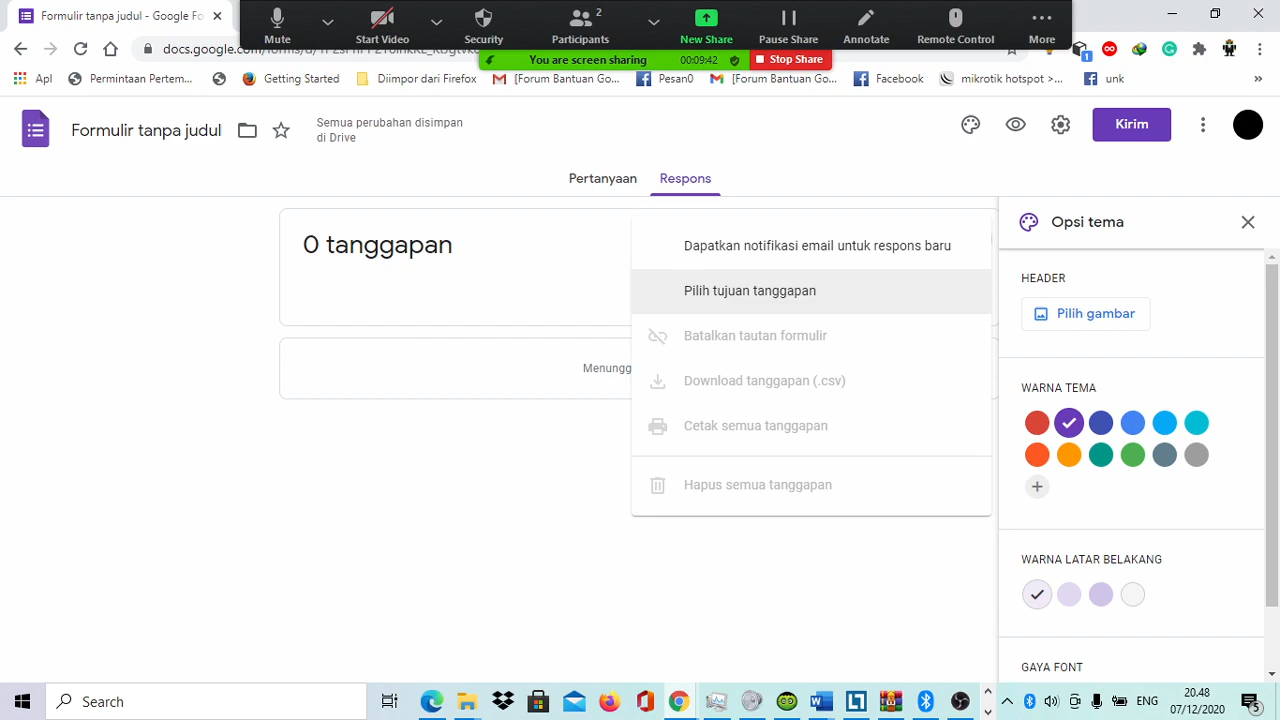 Formulir tanpa judul - Google Fo
Mute
Start Video
Security
2
Participants
New Share
Pause Share
Annotate
Remote Control
More
You are screen sharing
00:09:42
Stop Share
Apl
Permintaan Pertem...
Getting Started
Diimpor dari Firefox
[Forum Bantuan Go...
Pesan0
[Forum Bantuan Go...
Facebook
mikrotik hotspot >...
unk
»
Formulir tanpa judul
Semua perubahan disimpan
di Drive
Kirim
Pertanyaan
Respons
0 tanggapan
Menungg
Dapatkan notifikasi email untuk respons baru
Pilih tujuan tanggapan
Batalkan tautan formulir
Download tanggapan (.csv)
Cetak semua tanggapan
Hapus semua tanggapan
Opsi tema
HEADER
Pilih gambar
WARNA TEMA
WARNA LATAR BELAKANG
GAYA FONT
Search
ENG
20.48
07/12/2020
5